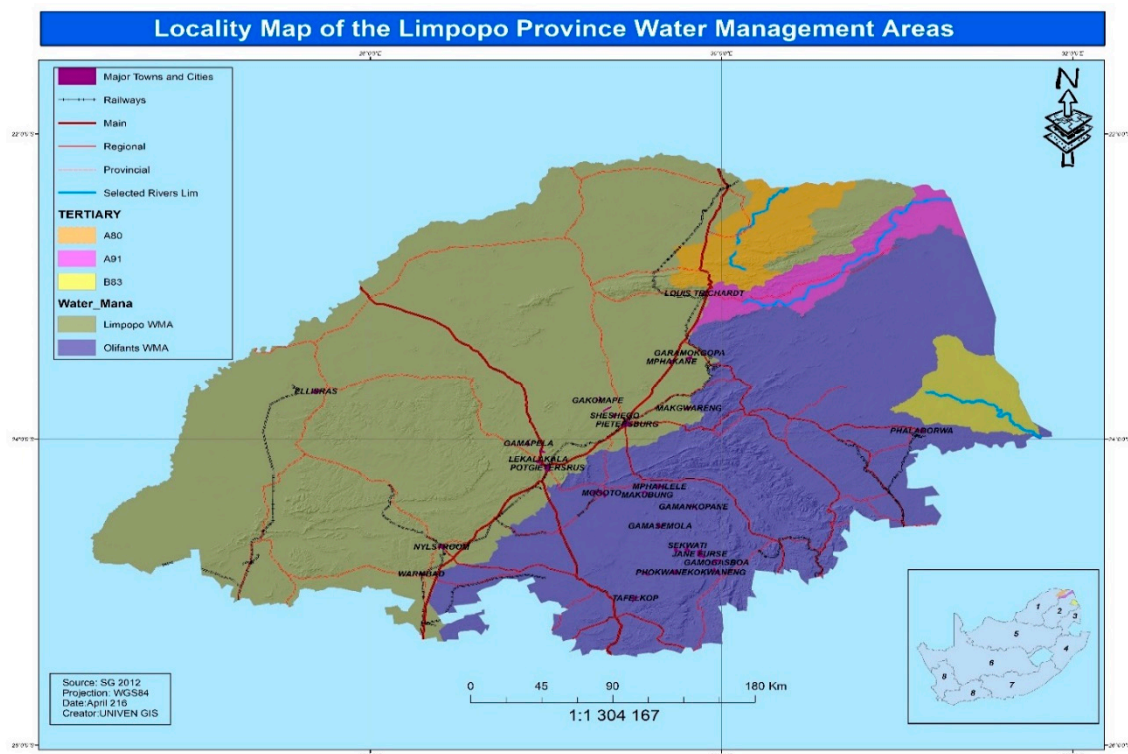 Locality Map of the Limpopo Province Water Management Areas
Major Towns and Cities
Railways
Main
Regional
Provincial
Selected Rivers Lim
TERTIARY
A80
A91
B83
Water_Mana
Limpopo WMA
Olifants WMA
N
LOUIS TRICHARDT
GARAMOKGOPA
MPHAKANE
ELLISRAS
GAKOMAPE
MAKGWARENG
SHESHEGO
PIETERSBURG
PHALABORWA
GAMAPELA
LEKALAKALA
POTGIETERSRUS
MPHAHLELE
MOGOTO
GAMANKOPANE
GAMASEMOLA
SEKWATI
JANE FURSE
NYLSTROOM
WARMBAD
TAFELKOP
1
2
3
4
5
6
7
8
8
Source: SG 2012
Projection: WGS84
Date:April 216
Creator:UNIVEN GIS
0 45 90 180 Km
1:1 304 167